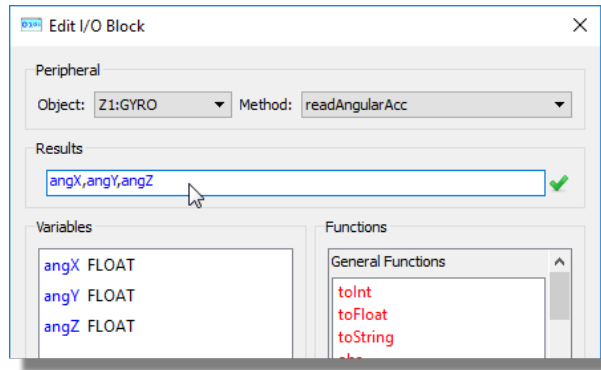 Edit I/O Block
Peripheral
Object: Z1:GYRO Method: readAngularAcc
Results
angX,angY,angZ
Variables Functions
angX FLOAT General Functions
angY FLOAT toInt
angZ FLOAT toFloat
toString